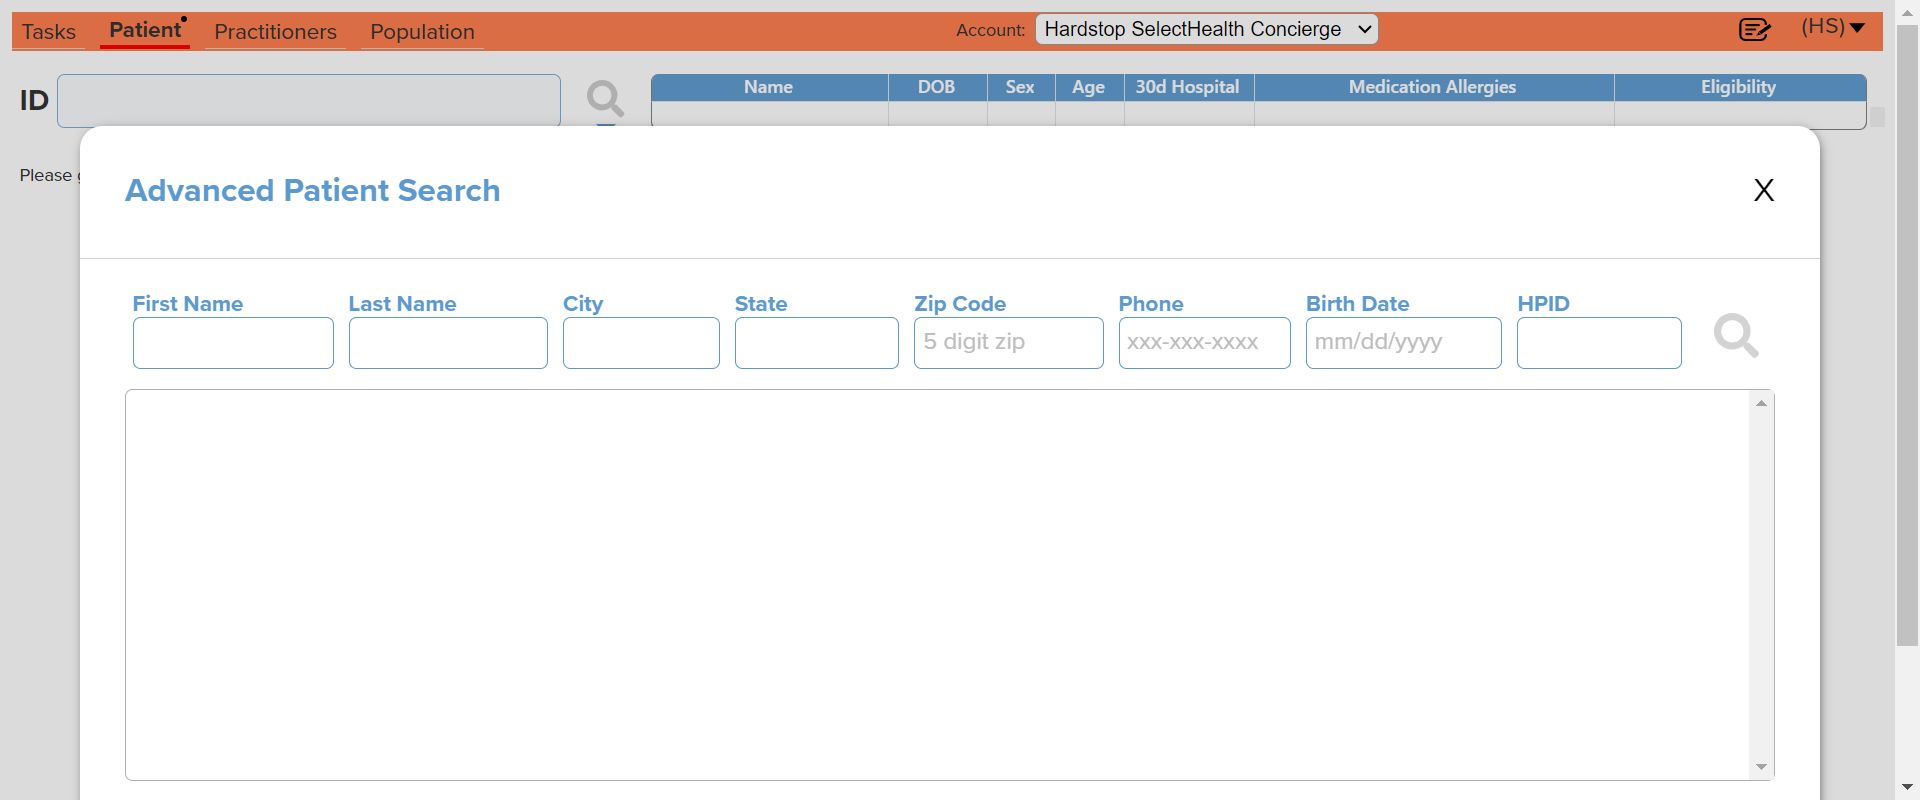 Tasks Patient Practitioners Population Account: Hardstop SelectHealth Concierge (HS)
ID Name DOB Sex Age 30d Hospital Medication Allergies Eligibility
Please
Advanced Patient Search X
First Name Last Name City State Zip Code Phone Birth Date HPID
5 digit zip xxx-xxx-xxxx mm/dd/yyyy